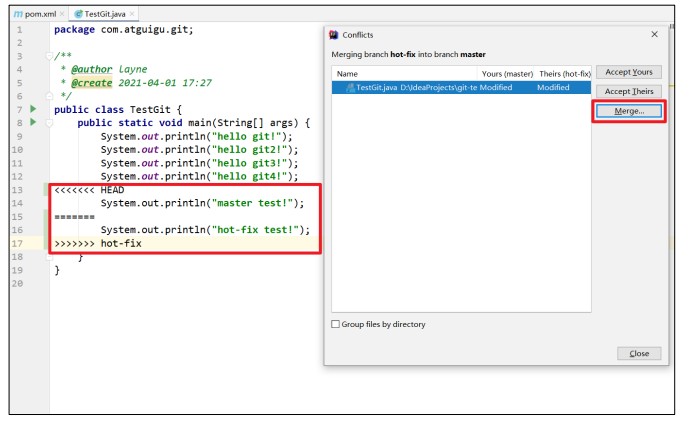 pom.xml × TestGit.java ×
1 package com.atguigu.git;
2
3 /**
4 * @author layne
5 * @create 2021-04-01 17:27
6 */
7 public class TestGit {
8 public static void main(String[] args) {
9 System.out.println("hello git!");
10 System.out.println("hello git2!");
11 System.out.println("hello git3!");
12 System.out.println("hello git4!");
13 <<<<<<< HEAD
14 System.out.println("master test!");
15 =======
16 System.out.println("hot-fix test!");
17 >>>>>>> hot-fix
18 }
19 }
20
Conflicts
Merging branch hot-fix into branch master
Name Yours (master) Theirs (hot-fix)
TestGit.java D:\IdeaProjects\git-te Modified Modified
Accept Yours
Accept Theirs
Merge...
Group files by directory
Close